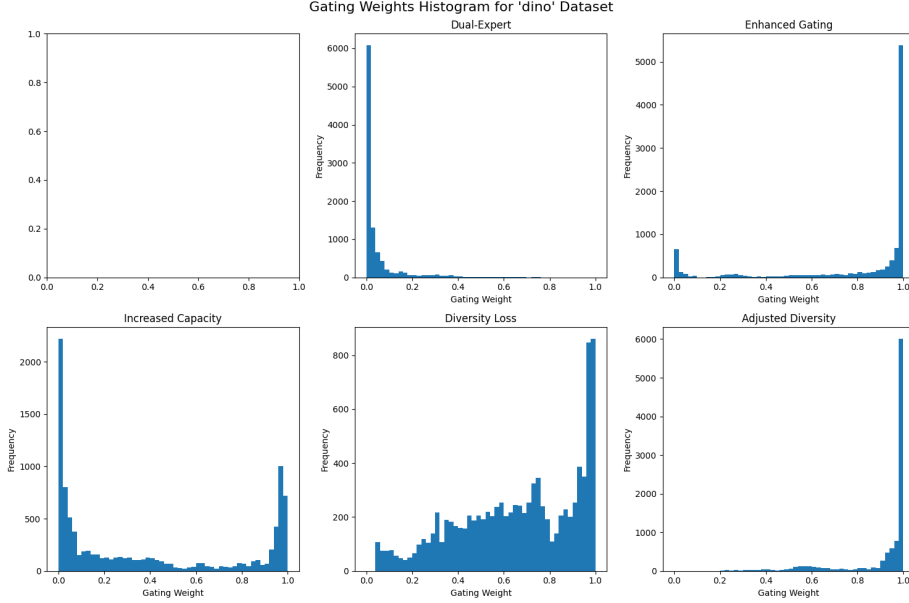 Gating Weights Histogram for 'dino' Dataset
1.0
0.8
0.6
0.4
0.2
0.0
0.0 0.2 0.4 0.6 0.8 1.0
Dual-Expert
Frequency
6000
5000
4000
3000
2000
1000
0
0.0 0.2 0.4 0.6 0.8 1.0
Gating Weight
Enhanced Gating
Frequency
5000
4000
3000
2000
1000
0
0.0 0.2 0.4 0.6 0.8 1.0
Gating Weight
Increased Capacity
Frequency
2000
1500
1000
500
0
0.0 0.2 0.4 0.6 0.8 1.0
Gating Weight
Diversity Loss
Frequency
800
600
400
200
0
0.0 0.2 0.4 0.6 0.8 1.0
Gating Weight
Adjusted Diversity
Frequency
6000
5000
4000
3000
2000
1000
0
0.0 0.2 0.4 0.6 0.8 1.0
Gating Weight